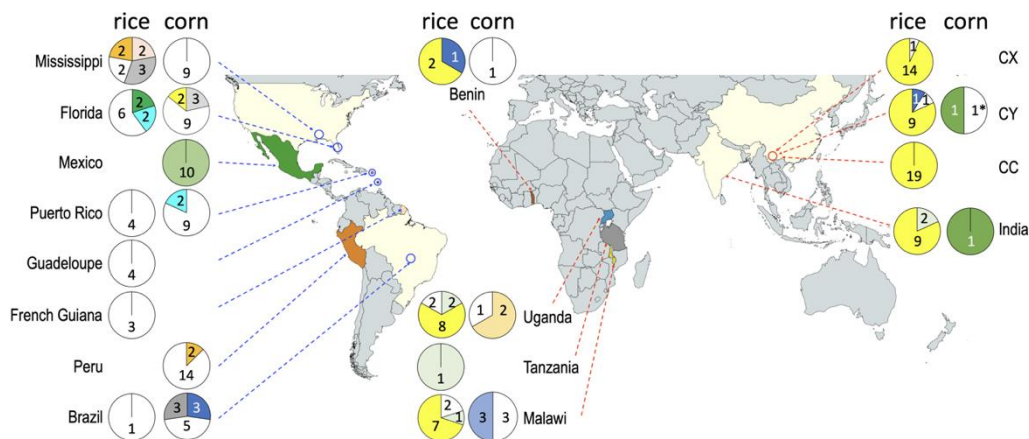 rice corn
rice corn
rice corn
Mississippi 2 2 2 3 9
2 1 1
Benin
1 14 CX
Florida 6 2 2 2 3 9
1 1 9 1 1* CY
Mexico 10
19 CC
Puerto Rico 4 2 9
2 9 1 India
Guadeloupe 4
French Guiana 3
2 2 8 1 2 Uganda
Peru 2 14
1 Tanzania
Brazil 1 3 3 5
2 1 7 3 3 Malawi